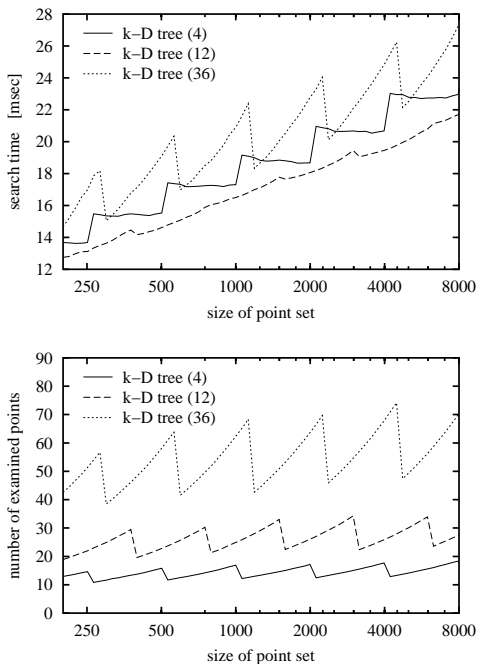 28
26
24
22
20
18
16
14
12
search time [msec]
k−D tree (4)
k−D tree (12)
k−D tree (36)
250 500 1000 2000 4000 8000
size of point set
90
80
70
60
50
40
30
20
10
0
number of examined points
k−D tree (4)
k−D tree (12)
k−D tree (36)
250 500 1000 2000 4000 8000
size of point set